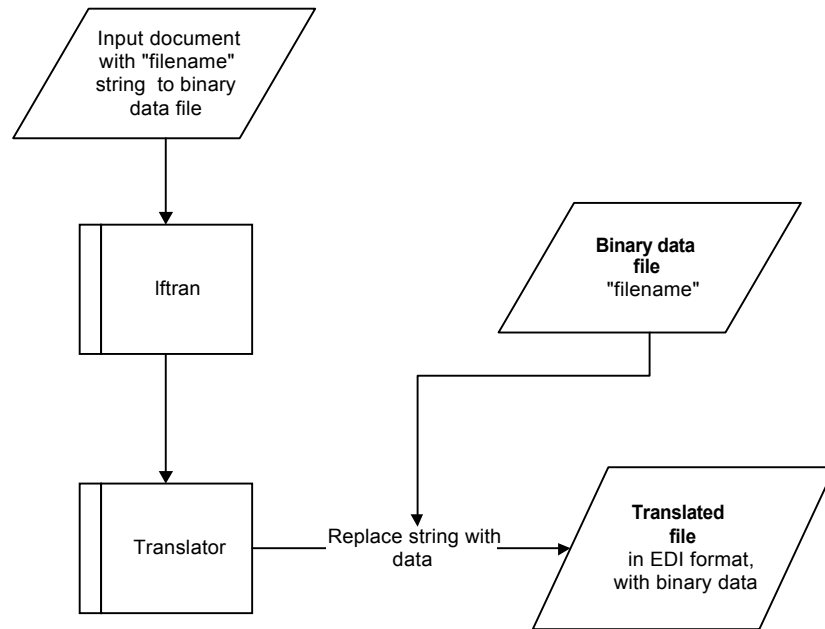 Input document
with "filename"
string  to binary
data file
Iftran
Binary data
file
"filename"
Translator
Replace string with
data
Translated
file
in EDI format,
with binary data